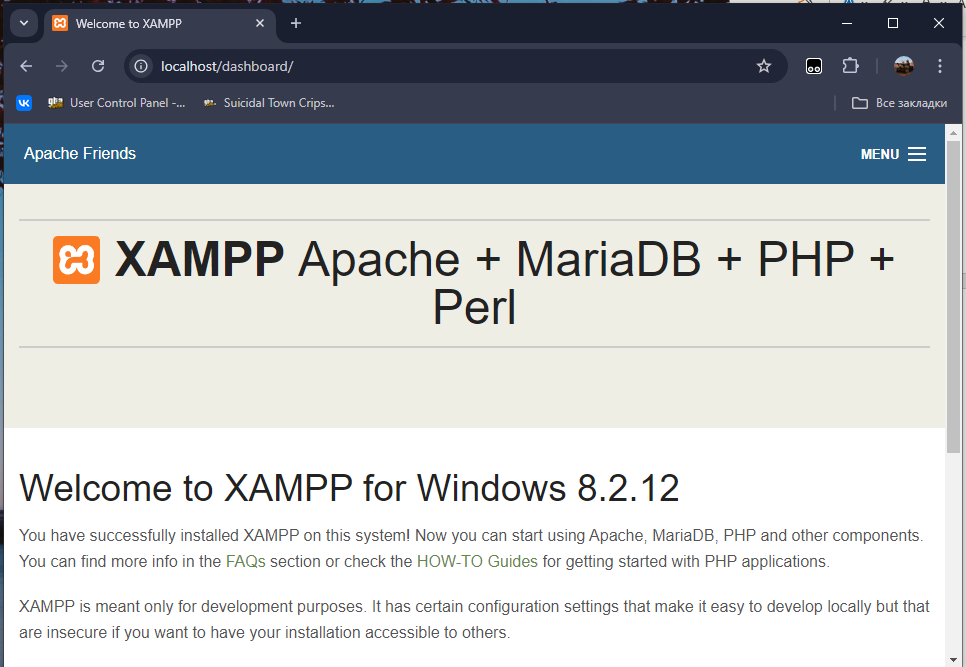 Welcome to XAMPP
localhost/dashboard/
User Control Panel -...
Suicidal Town Crips...
Все закладки
Apache Friends
MENU
XAMPP Apache + MariaDB + PHP +
Perl
Welcome to XAMPP for Windows 8.2.12
You have successfully installed XAMPP on this system! Now you can start using Apache, MariaDB, PHP and other components.
You can find more info in the FAQs section or check the HOW-TO Guides for getting started with PHP applications.
XAMPP is meant only for development purposes. It has certain configuration settings that make it easy to develop locally but that
are insecure if you want to have your installation accessible to others.